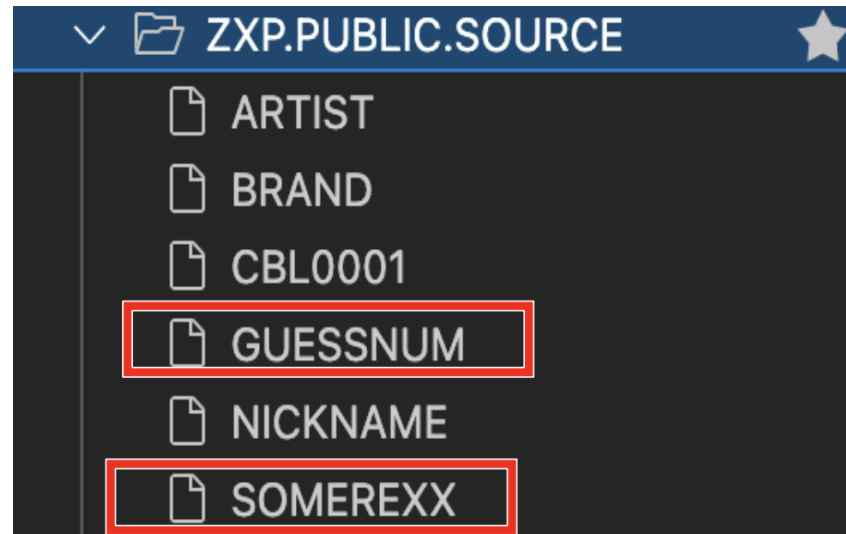 ZXP.PUBLIC.SOURCE
ARTIST
BRAND
CBL0001
GUESSNUM
NICKNAME
SOMEREXX